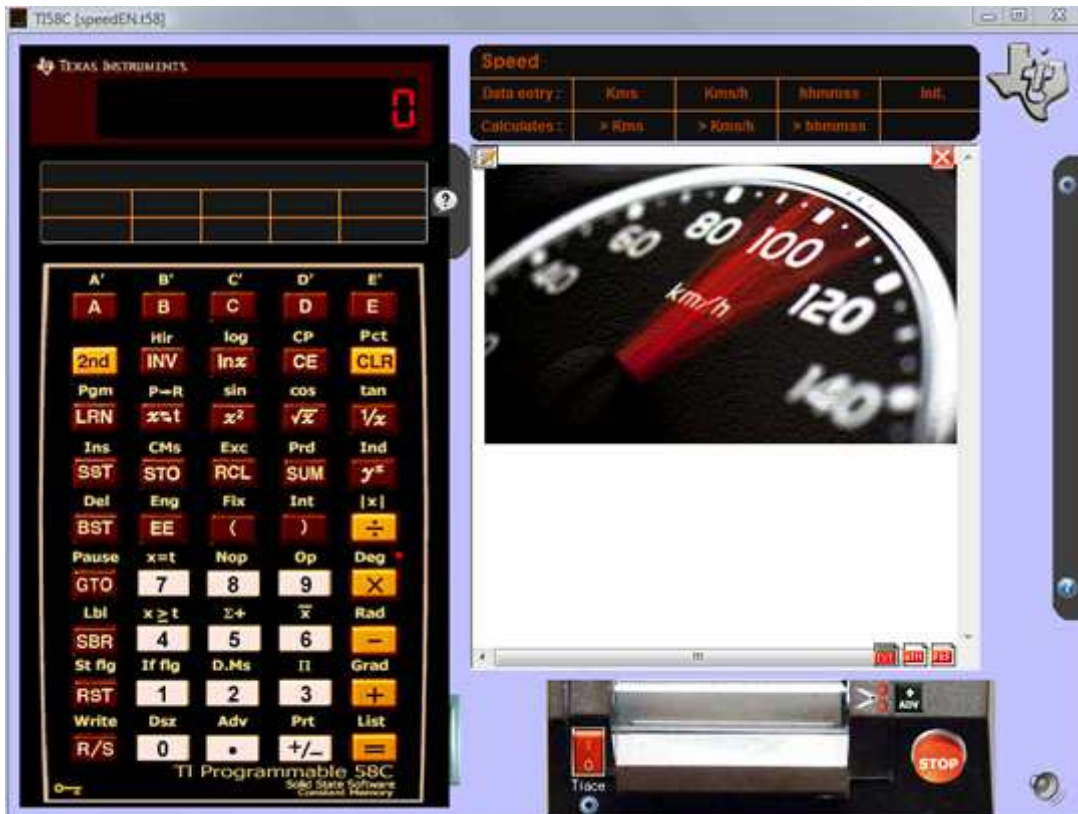 TI58C [speedEN.t58]
TEXAS INSTRUMENTS
0
Speed
Data entry : Kms Kms/h hhmmss Init.
Calculates : > Kms > Kms/h > hhmmss
?
A' B' C' D' E'
A B C D E
Hir log CP Pct
2nd INV lnx CE CLR
Pgm P→R sin cos tan
LRN x⇌t x² √x 1/x
Ins CMs Exc Prd Ind
SST STO RCL SUM yˣ
Del Eng Fix Int |x|
BST EE ( ) ÷
Pause x=t Nop Op Deg
GTO 7 8 9 ×
Lbl x≥t Σ+ x̄ Rad
SBR 4 5 6 −
St flg If flg D.Ms Π Grad
RST 1 2 3 +
Write Dsz Adv Prt List
R/S 0 . +/− =
TI Programmable 58C
Solid State Software
Constant Memory
40 60 80 100 120 140
km/h
?
TXT
ADV
I
O
Trace
STOP